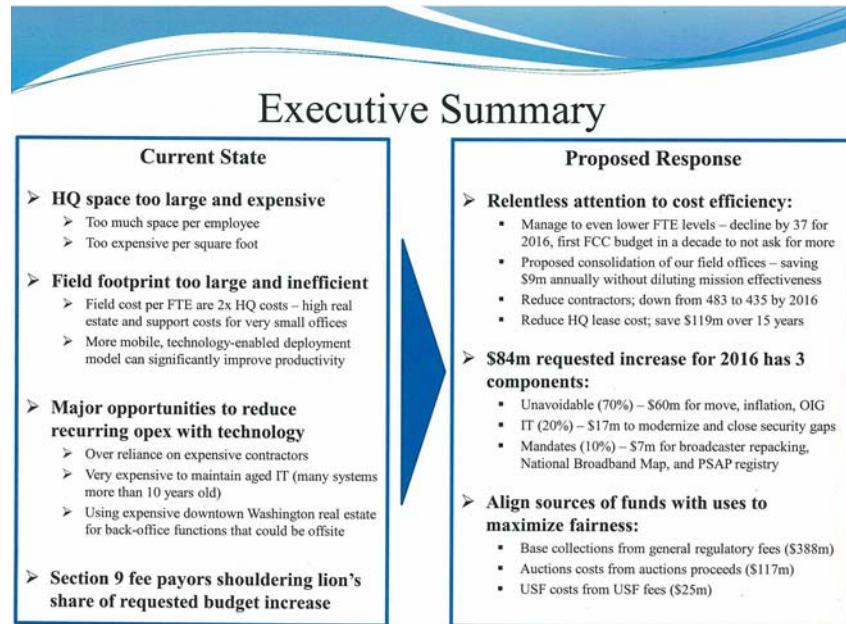 Executive Summary
Current State
➢ HQ space too large and expensive
➢ Too much space per employee
➢ Too expensive per square foot
➢ Field footprint too large and inefficient
➢ Field cost per FTE are 2x HQ costs – high real
estate and support costs for very small offices
➢ More mobile, technology-enabled deployment
model can significantly improve productivity
➢ Major opportunities to reduce
recurring opex with technology
➢ Over reliance on expensive contractors
➢ Very expensive to maintain aged IT (many systems
more than 10 years old)
➢ Using expensive downtown Washington real estate
for back-office functions that could be offsite
➢ Section 9 fee payors shouldering lion's
share of requested budget increase
Proposed Response
➢ Relentless attention to cost efficiency:
▪ Manage to even lower FTE levels – decline by 37 for
2016, first FCC budget in a decade to not ask for more
▪ Proposed consolidation of our field offices – saving
$9m annually without diluting mission effectiveness
▪ Reduce contractors; down from 483 to 435 by 2016
▪ Reduce HQ lease cost; save $119m over 15 years
➢ $84m requested increase for 2016 has 3
components:
▪ Unavoidable (70%) – $60m for move, inflation, OIG
▪ IT (20%) – $17m to modernize and close security gaps
▪ Mandates (10%) – $7m for broadcaster repacking,
National Broadband Map, and PSAP registry
➢ Align sources of funds with uses to
maximize fairness:
▪ Base collections from general regulatory fees ($388m)
▪ Auctions costs from auctions proceeds ($117m)
▪ USF costs from USF fees ($25m)